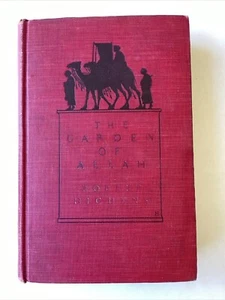 THE
GARDEN
OF
ALLAH
ROBERT
HICHENS